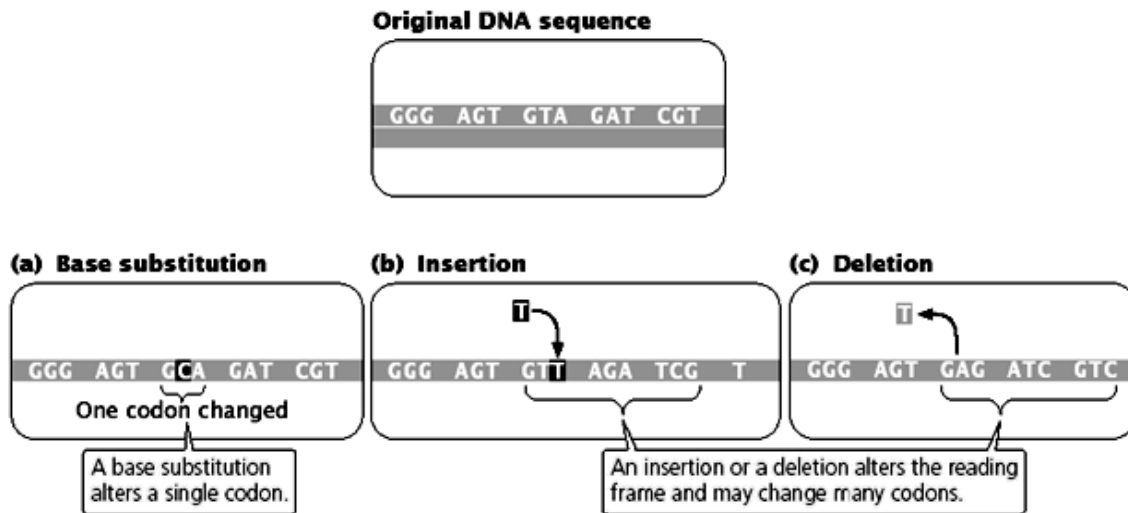 Original DNA sequence
GGG AGT GTA GAT CGT
(a) Base substitution
GGG AGT GCA GAT CGT
One codon changed
A base substitution
alters a single codon.
(b) Insertion
T
GGG AGT GTT AGA TCG T
(c) Deletion
T
GGG AGT GAG ATC GTC
An insertion or a deletion alters the reading
frame and may change many codons.